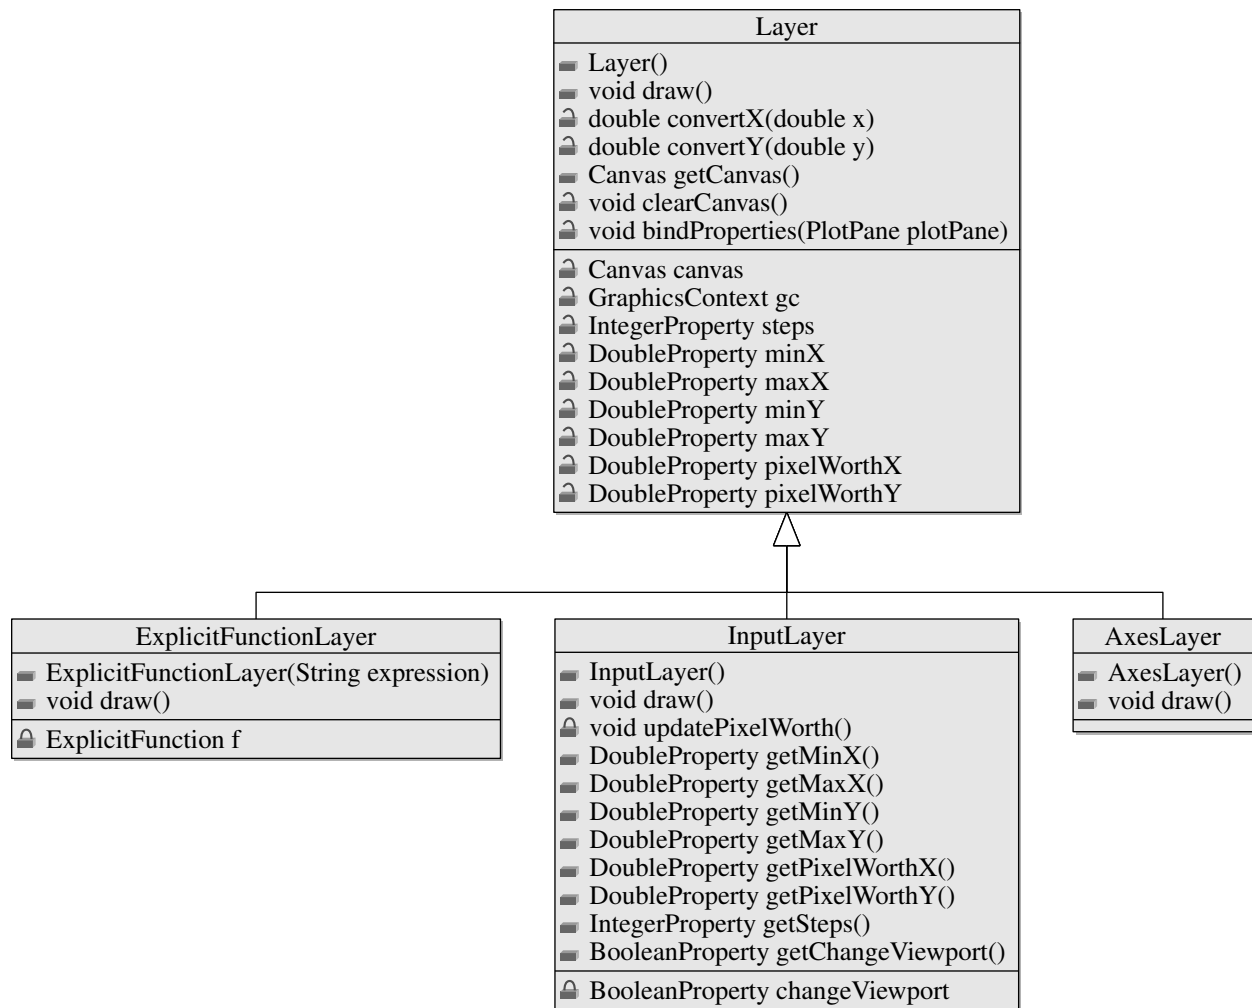 Layer
Layer()
void draw()
double convertX(double x)
double convertY(double y)
Canvas getCanvas()
void clearCanvas()
void bindProperties(PlotPane plotPane)
Canvas canvas
GraphicsContext gc
IntegerProperty steps
DoubleProperty minX
DoubleProperty maxX
DoubleProperty minY
DoubleProperty maxY
DoubleProperty pixelWorthX
DoubleProperty pixelWorthY
ExplicitFunctionLayer
ExplicitFunctionLayer(String expression)
void draw()
ExplicitFunction f
InputLayer
InputLayer()
void draw()
void updatePixelWorth()
DoubleProperty getMinX()
DoubleProperty getMaxX()
DoubleProperty getMinY()
DoubleProperty getMaxY()
DoubleProperty getPixelWorthX()
DoubleProperty getPixelWorthY()
IntegerProperty getSteps()
BooleanProperty getChangeViewport()
BooleanProperty changeViewport
AxesLayer
AxesLayer()
void draw()